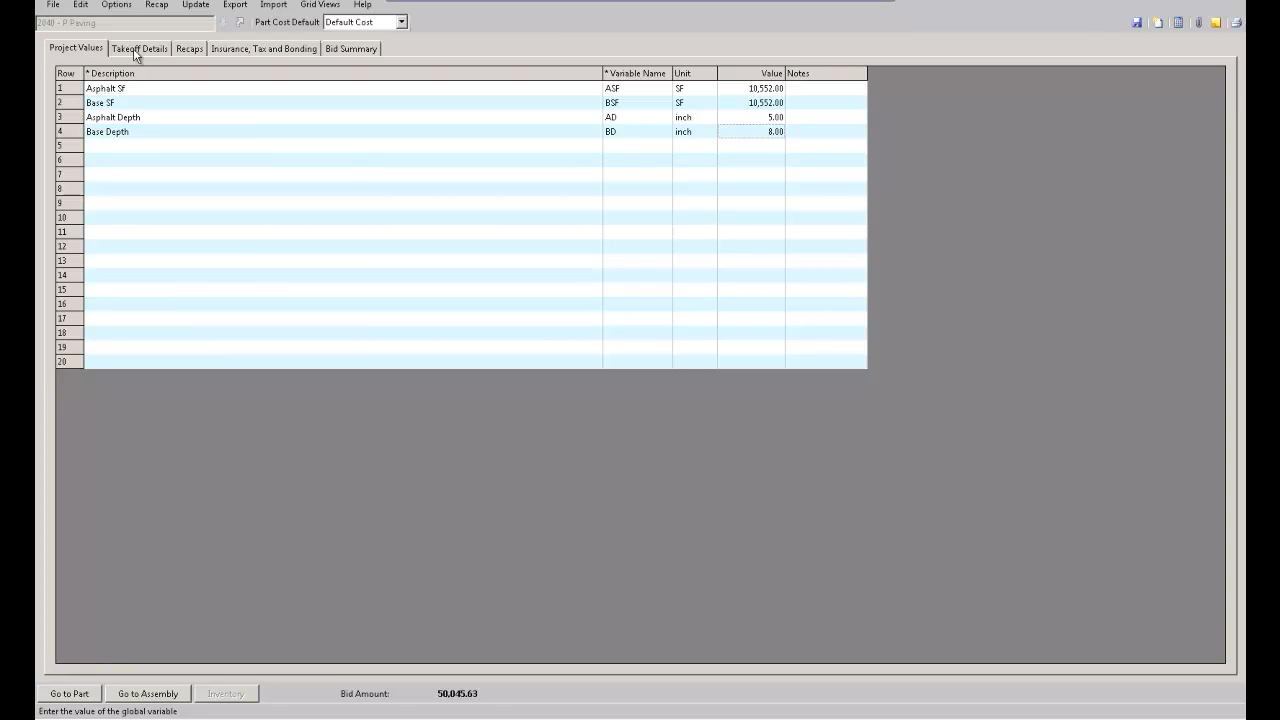 File Edit Options Recap Update Export Import Grid Views Help
2040 - P Paving Part Cost Default Default Cost
Project Values Takeoff Details Recaps Insurance, Tax and Bonding Bid Summary
Row * Description * Variable Name Unit Value Notes
1 Asphalt Sf ASF SF 10,552.00
2 Base SF BSF SF 10,552.00
3 Asphalt Depth AD inch 5.00
4 Base Depth BD inch 8.00
5
6
7
8
9
10
11
12
13
14
15
16
17
18
19
20
Go to Part Go to Assembly Inventory Bid Amount: 50,045.63
Enter the value of the global variable